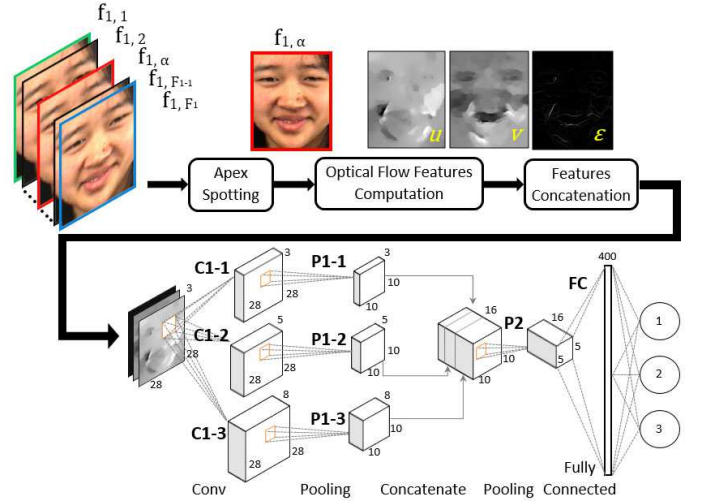 f1, 1
f1, 2
f1, α
f1, F1-1
f1, F1
f1, α
u
v
ε
Apex
Spotting
Optical Flow Features
Computation
Features
Concatenation
3
28
28
C1-1
3
28
28
P1-1
3
10
10
C1-2
5
28
28
P1-2
5
10
10
C1-3
8
28
28
P1-3
8
10
10
16
10
10
P2
16
5
5
FC
400
1
2
3
Fully
Conv
Pooling
Concatenate
Pooling
Connected